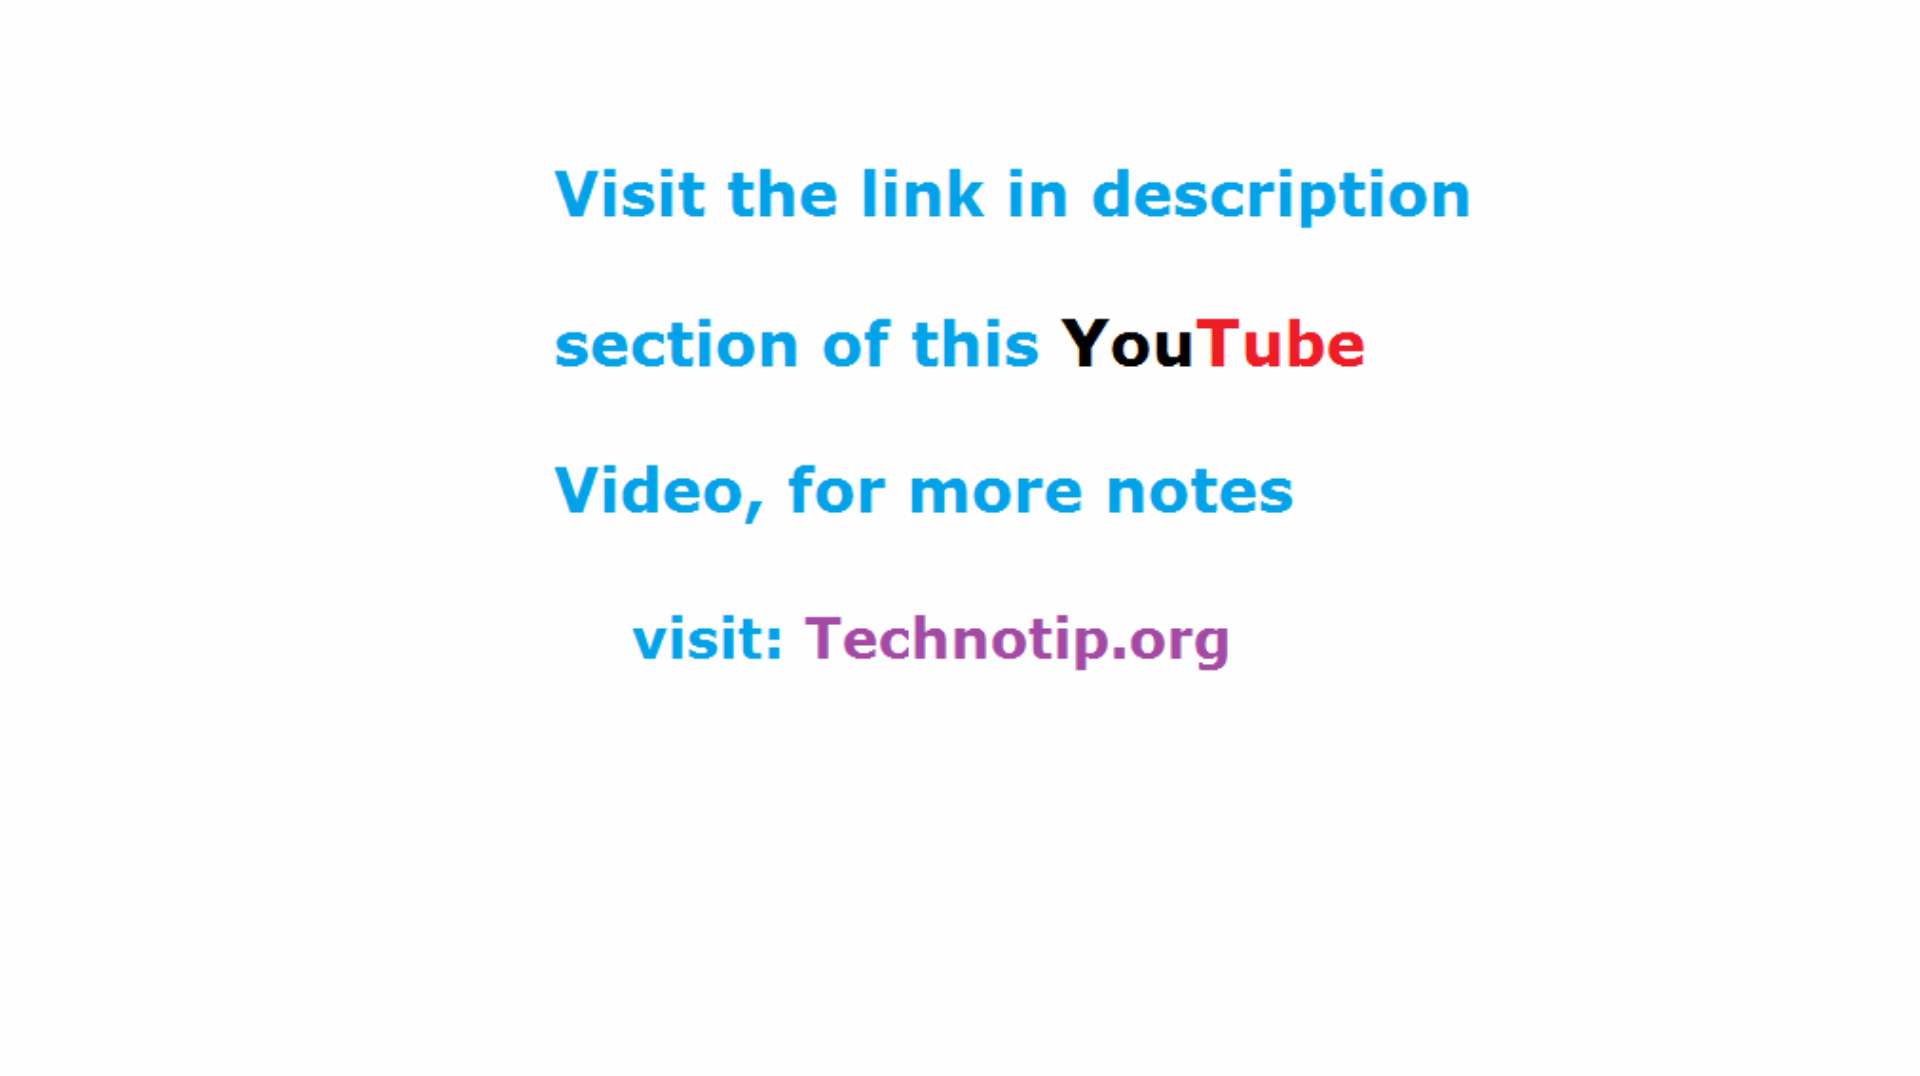 Visit the link in description
section of this YouTube
Video, for more notes
visit: Technotip.org